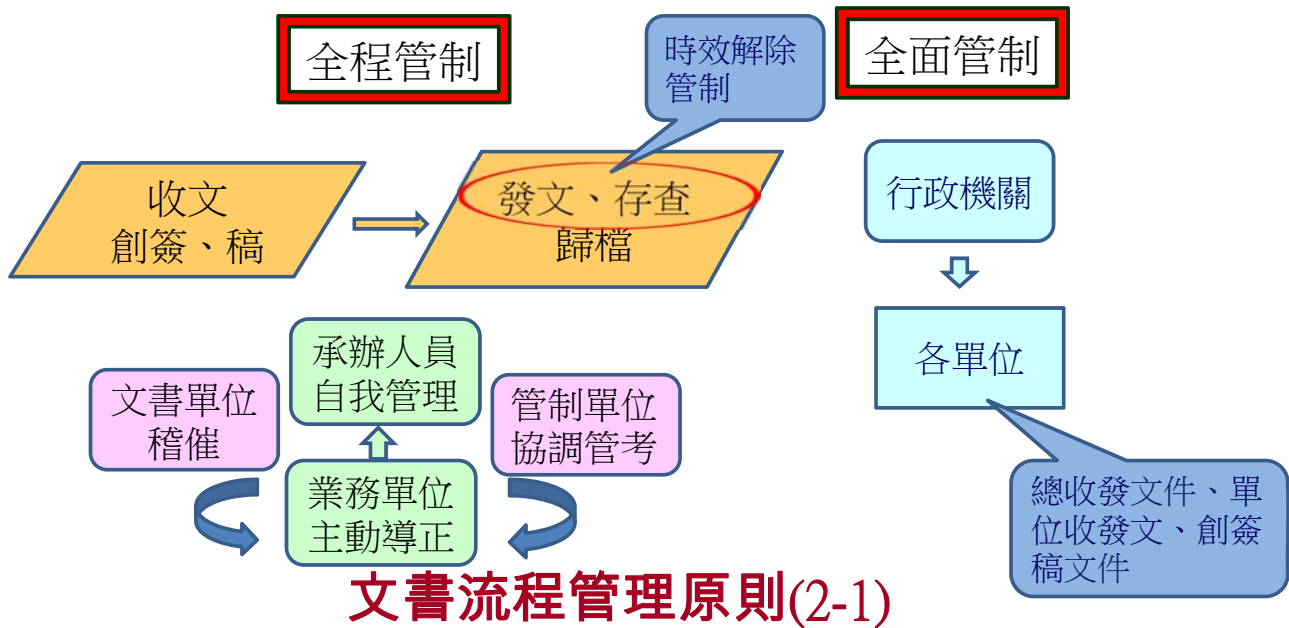 全程管制
時效解除
管制
全面管制
收文
創簽、稿
發文、存查
歸檔
行政機關
各單位
承辦人員
自我管理
文書單位
稽催
管制單位
協調管考
業務單位
主動導正
總收發文件、單
位收發文、創簽
稿文件
文書流程管理原則(2-1)